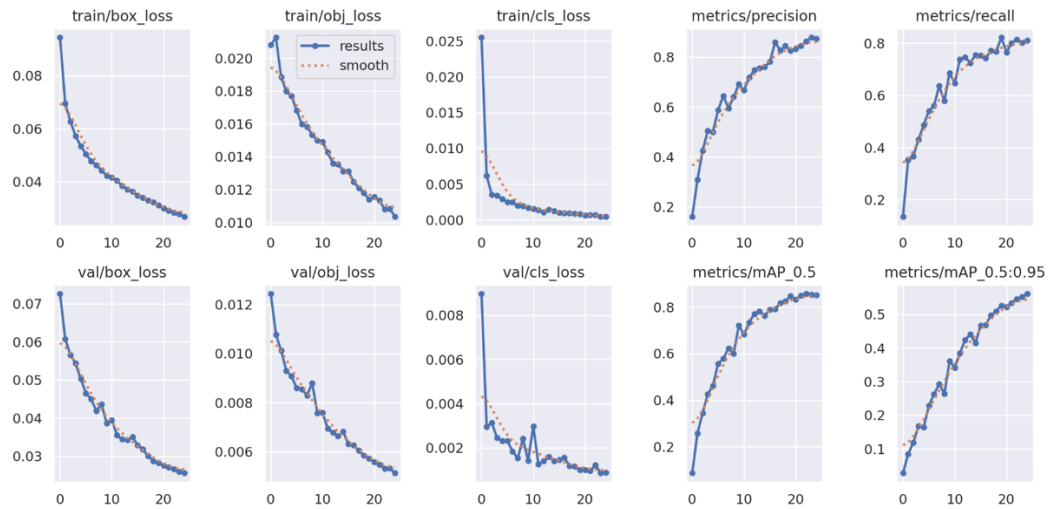 train/box_loss
train/obj_loss
train/cls_loss
metrics/precision
metrics/recall
0.08
0.06
0.04
0.020
0.018
0.016
0.014
0.012
0.010
results
smooth
0.025
0.020
0.015
0.010
0.005
0.000
0.8
0.6
0.4
0.2
0.8
0.6
0.4
0.2
0 10 20
0 10 20
0 10 20
0 10 20
0 10 20
val/box_loss
val/obj_loss
val/cls_loss
metrics/mAP_0.5
metrics/mAP_0.5:0.95
0.07
0.06
0.05
0.04
0.03
0.012
0.010
0.008
0.006
0.008
0.006
0.004
0.002
0.8
0.6
0.4
0.2
0.5
0.4
0.3
0.2
0.1
0 10 20
0 10 20
0 10 20
0 10 20
0 10 20